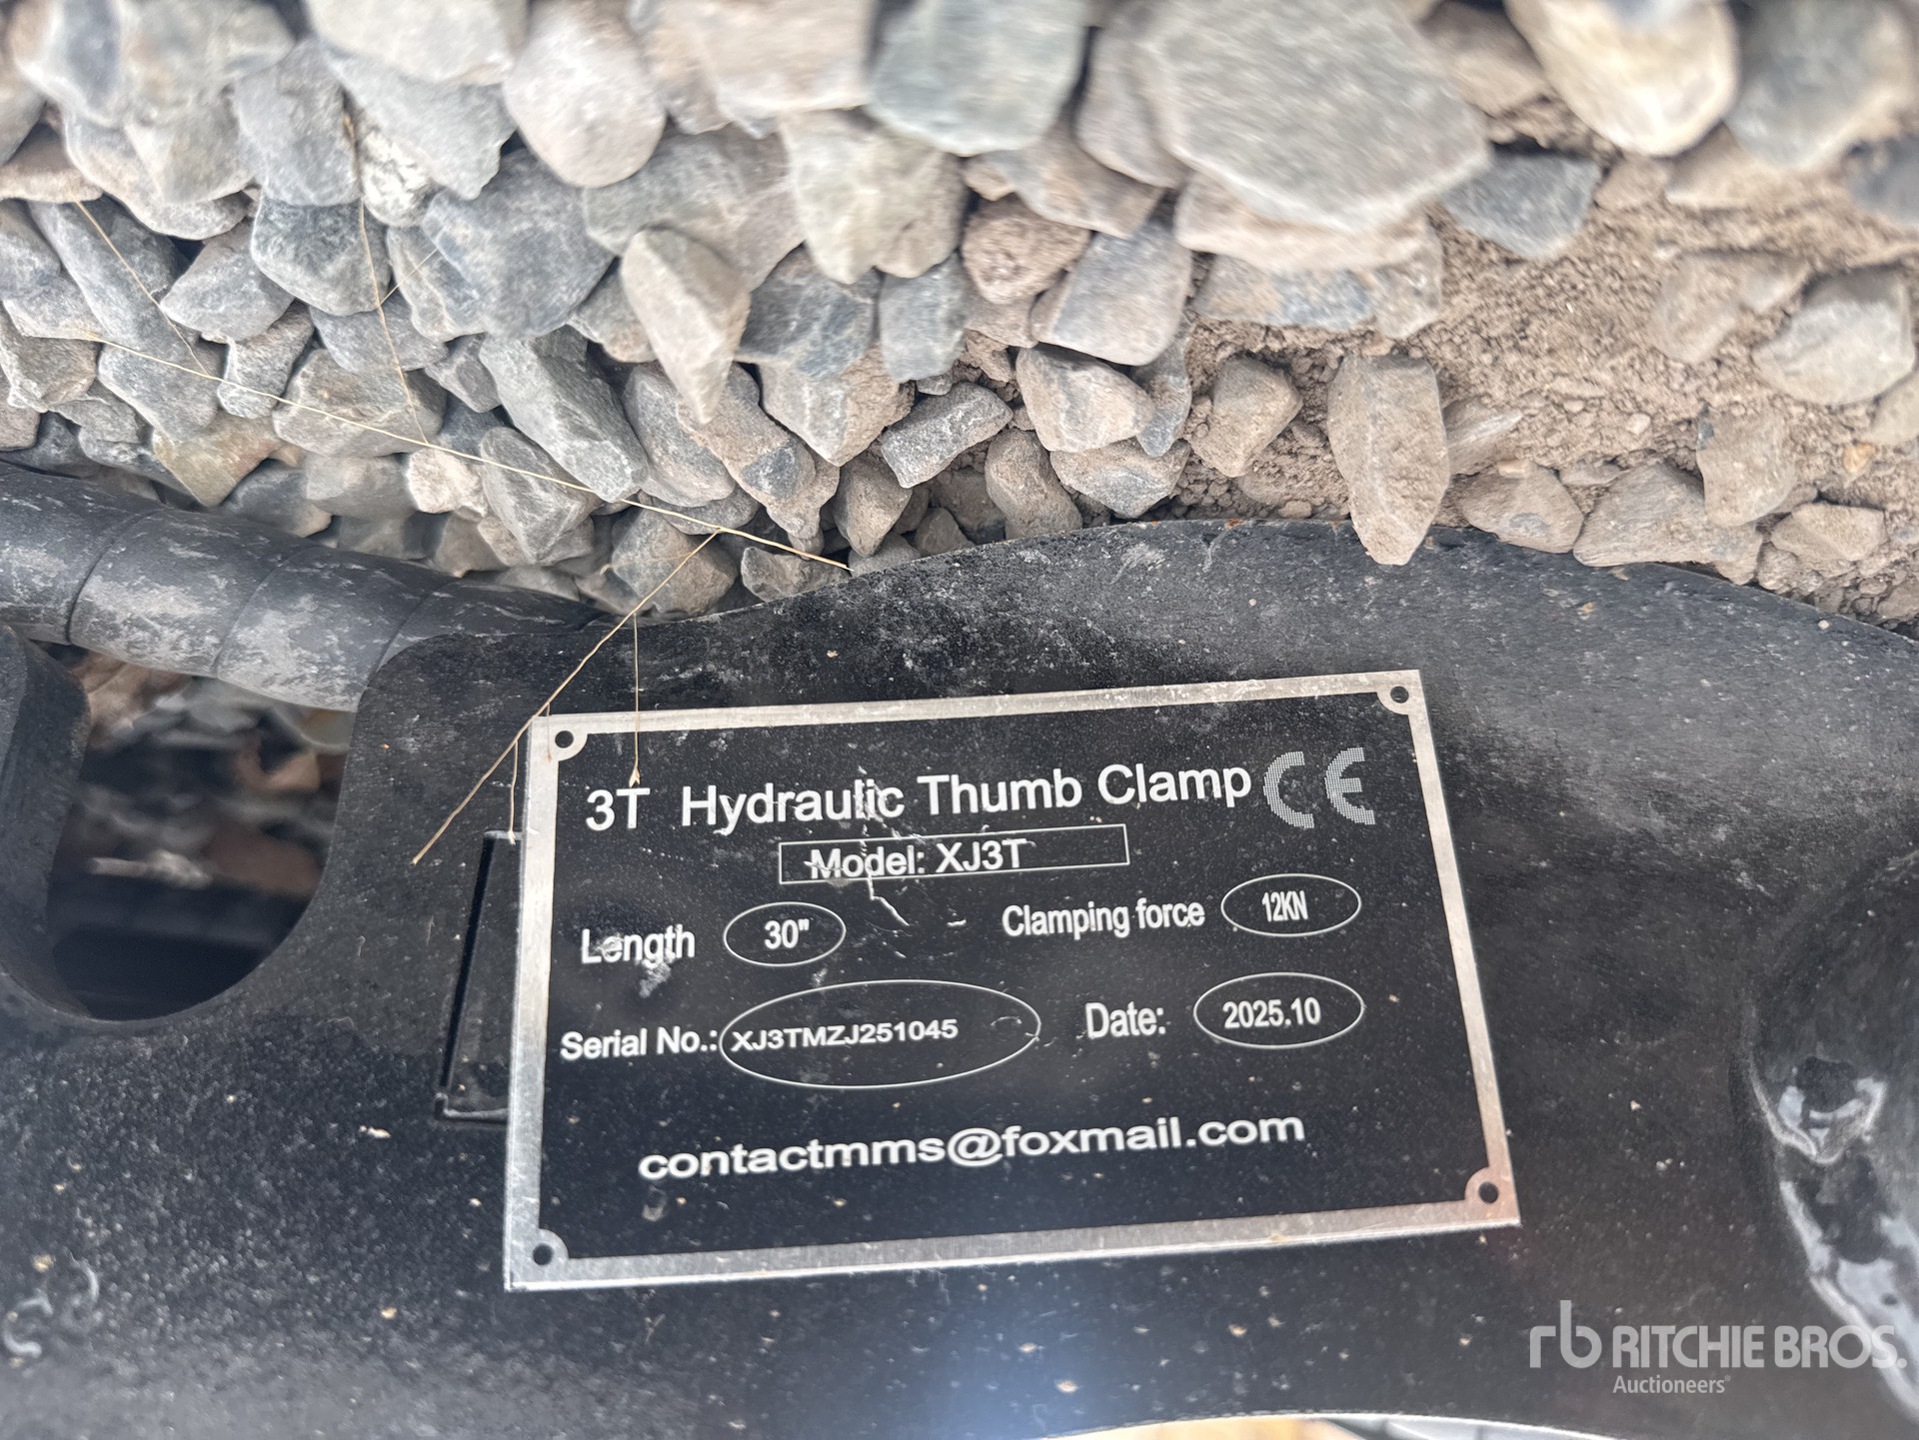 3T Hydraulic Thumb Clamp CE
Model: XJ3T
Length 30" Clamping force 12KN
Serial No.: XJ3TMZJ251045 Date: 2025.10
contactmms@foxmail.com
rb RITCHIE BROS.
Auctioneers